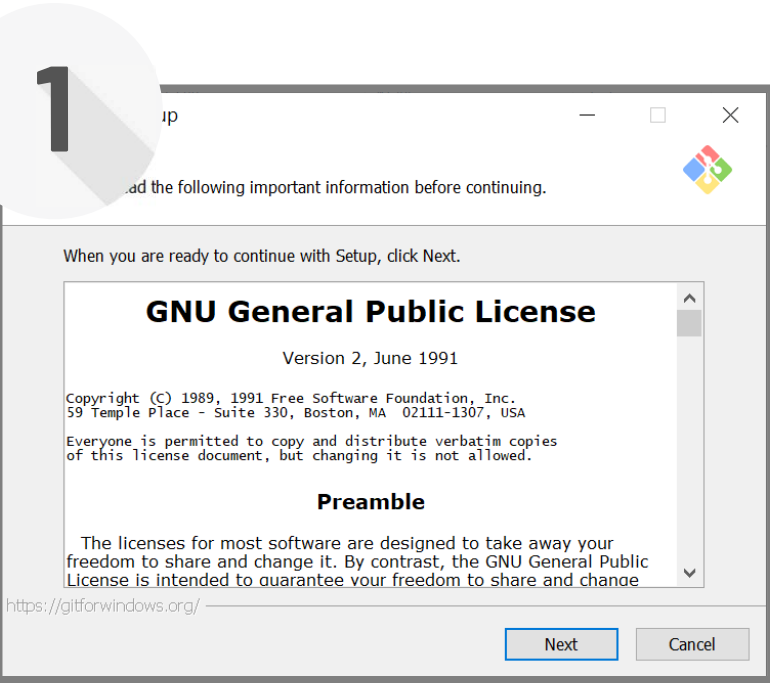 1
up
ad the following important information before continuing.
When you are ready to continue with Setup, click Next.
GNU General Public License
Version 2, June 1991
Copyright (C) 1989, 1991 Free Software Foundation, Inc.
59 Temple Place - Suite 330, Boston, MA  02111-1307, USA
Everyone is permitted to copy and distribute verbatim copies
of this license document, but changing it is not allowed.
Preamble
The licenses for most software are designed to take away your
freedom to share and change it. By contrast, the GNU General Public
License is intended to guarantee your freedom to share and change
https://gitforwindows.org/
Next
Cancel